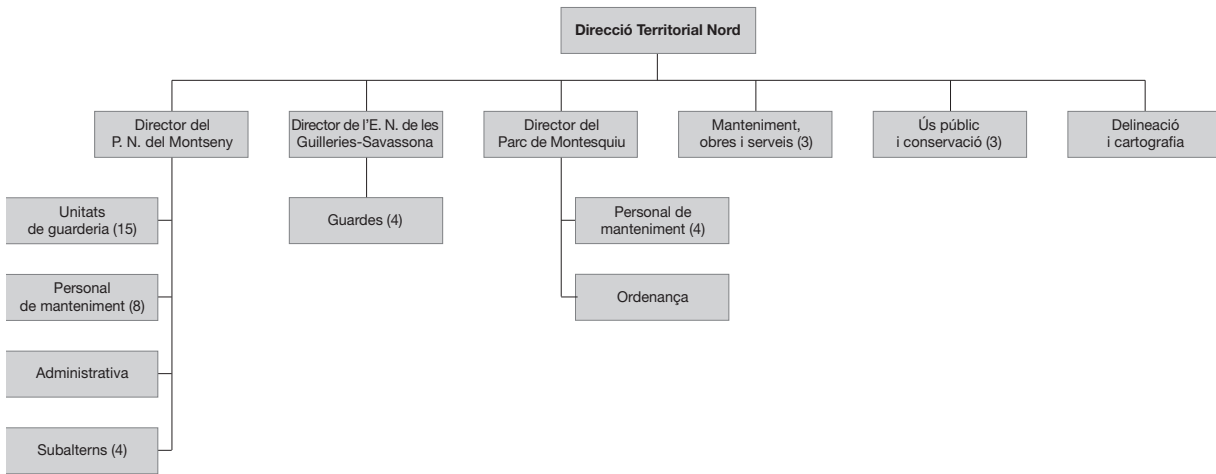 Direcció Territorial Nord
Director del
P. N. del Montseny
Director de l'E. N. de les
Guilleries-Savassona
Director del
Parc de Montesquiu
Manteniment,
obres i serveis (3)
Ús públic
i conservació (3)
Delineació
i cartografia
Unitats
de guarderia (15)
Guardes (4)
Personal de
manteniment (4)
Personal
de manteniment (8)
Ordenança
Administrativa
Subalterns (4)